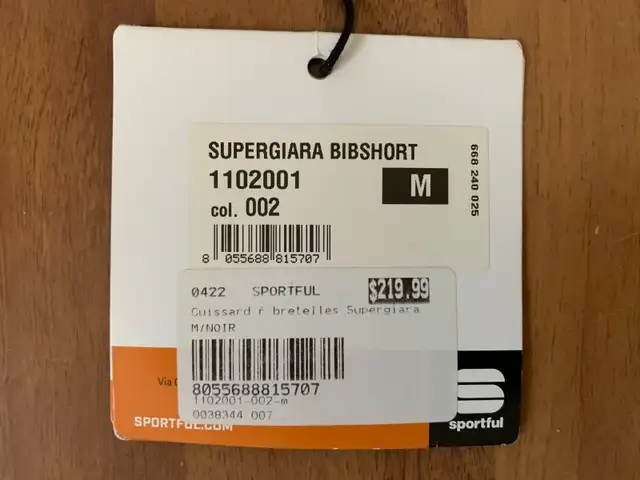 SUPERGIARA BIBSHORT
1102001
col. 002
M
668 240 025
8 055688 815707
0422 SPORTFUL $219.99
Cuissard ŕ bretelles Supergiara
M/NOIR
8055688815707
1102001-002-m
0038344 007
Via
SPORTFUL.COM
sportful